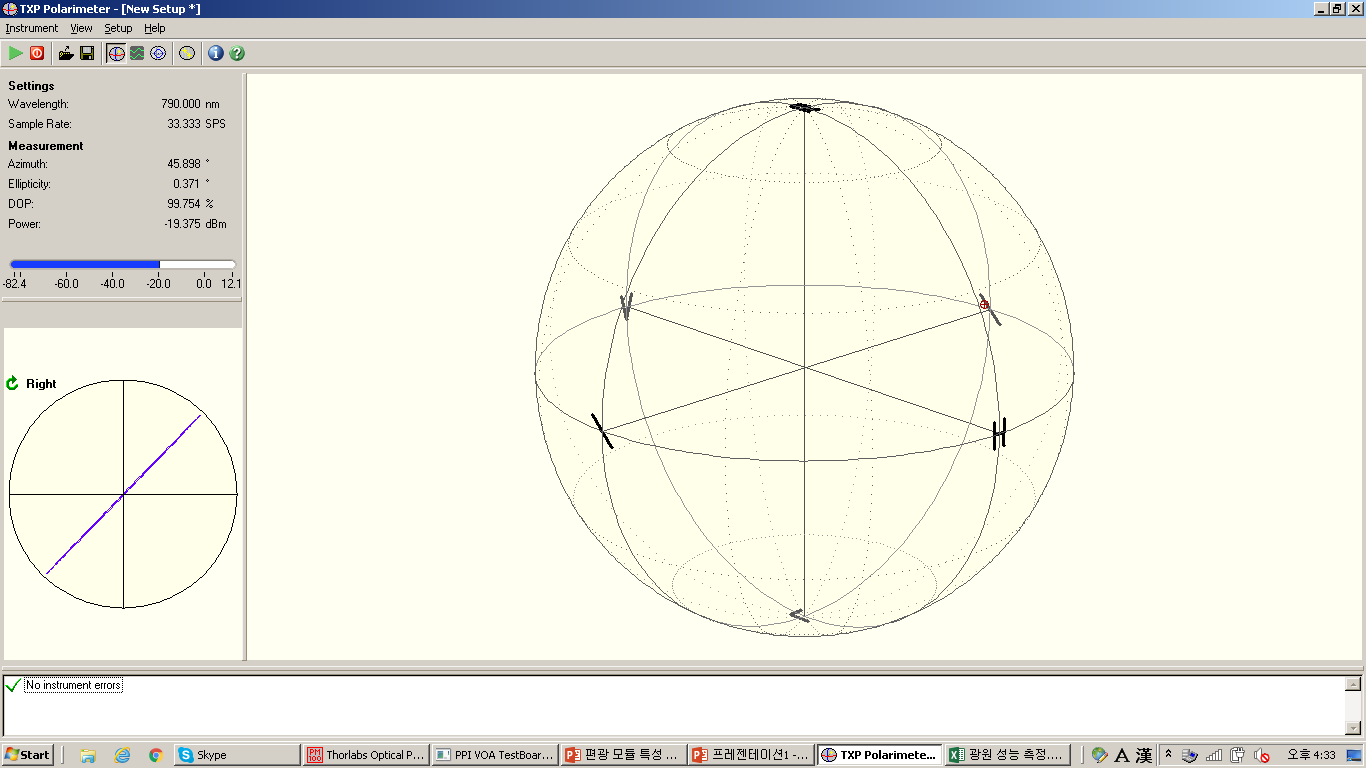 TXP Polarimeter - [New Setup *]
Instrument View Setup Help
Settings
Wavelength: 790.000 nm
Sample Rate: 33.333 SPS
Measurement
Azimuth: 45.898 °
Ellipticity: 0.371 °
DOP: 99.754 %
Power: -19.375 dBm
-82.4 -60.0 -40.0 -20.0 0.0 12.1
Right
V
H
No instrument errors
Start Skype Thorlabs Optical P... PPI VOA TestBoar... 편광 모듈 특성 ... 프레젠테이션1 -... TXP Polarimete... 광원 성능 측정.... A 漢 오후 4:33